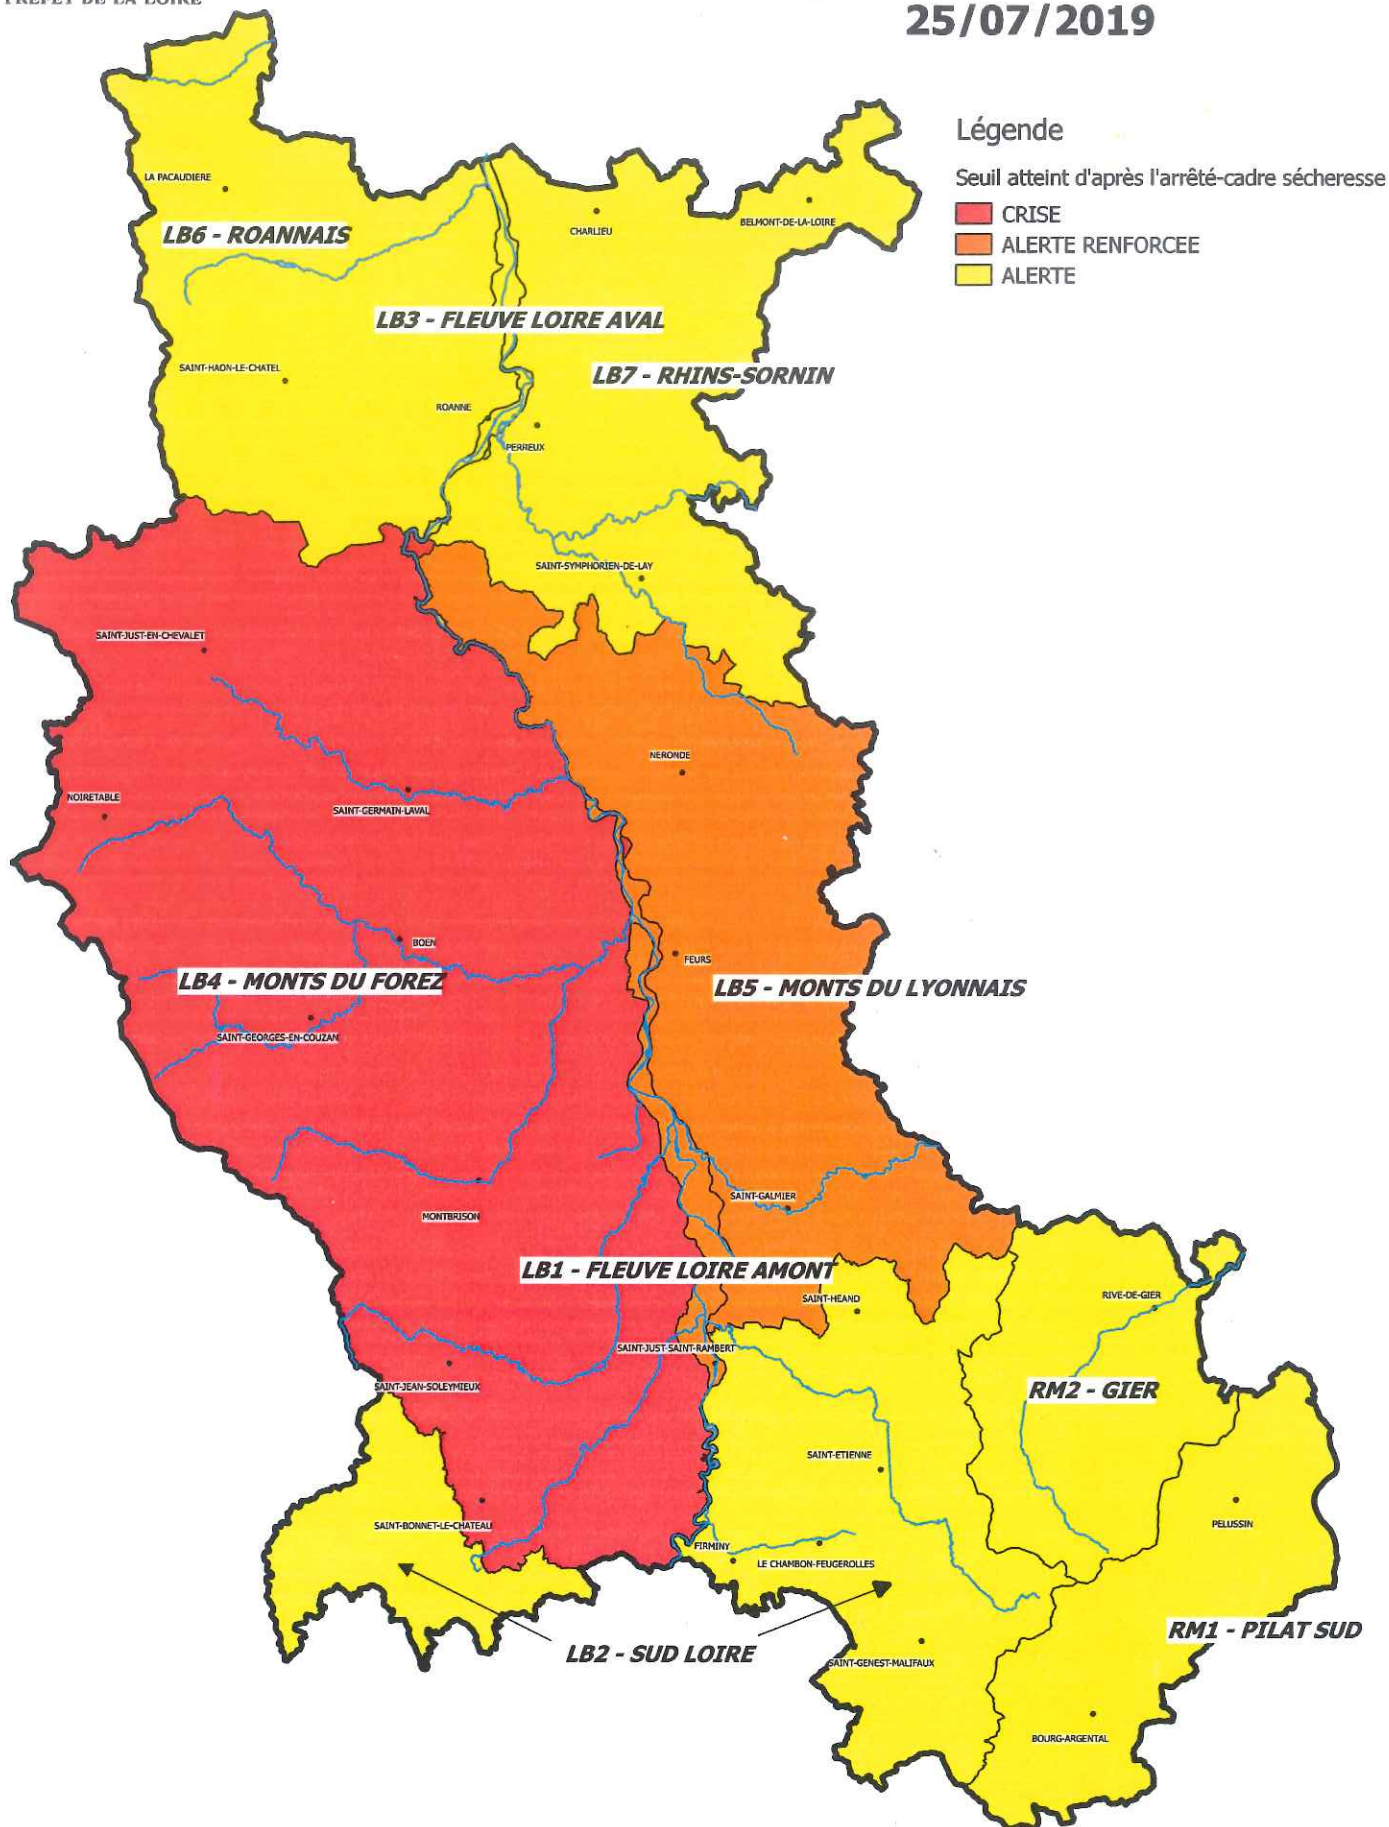 PREFET DE LA LOIRE
25/07/2019
Légende
Seuil atteint d'après l'arrêté-cadre sécheresse
CRISE
ALERTE RENFORCEE
ALERTE
LA PACAUDIERE
BELMONT-DE-LA-LOIRE
CHARLIEU
LB6 - ROANNAIS
LB3 - FLEUVE LOIRE AVAL
SAINT-HAON-LE-CHATEL
LB7 - RHINS-SORNIN
ROANNE
PERREUX
SAINT-SYMPHORIEN-DE-LAY
SAINT-JUST-EN-CHEVALET
NERONDE
NOIRETABLE
SAINT-GERMAIN-LAVAL
BOEN
FEURS
LB4 - MONTS DU FOREZ
LB5 - MONTS DU LYONNAIS
SAINT-GEORGES-EN-COUZAN
SAINT-GALMIER
MONTBRISON
LB1 - FLEUVE LOIRE AMONT
SAINT-HEAND
RIVE-DE-GIER
SAINT-JUST-SAINT-RAMBERT
SAINT-JEAN-SOLEYMIEUX
RM2 - GIER
SAINT-ETIENNE
SAINT-BONNET-LE-CHATEAU
PELUSSIN
FIRMINY
LE CHAMBON-FEUGEROLLES
RM1 - PILAT SUD
LB2 - SUD LOIRE
SAINT-GENEST-MALIFAUX
BOURG-ARGENTAL